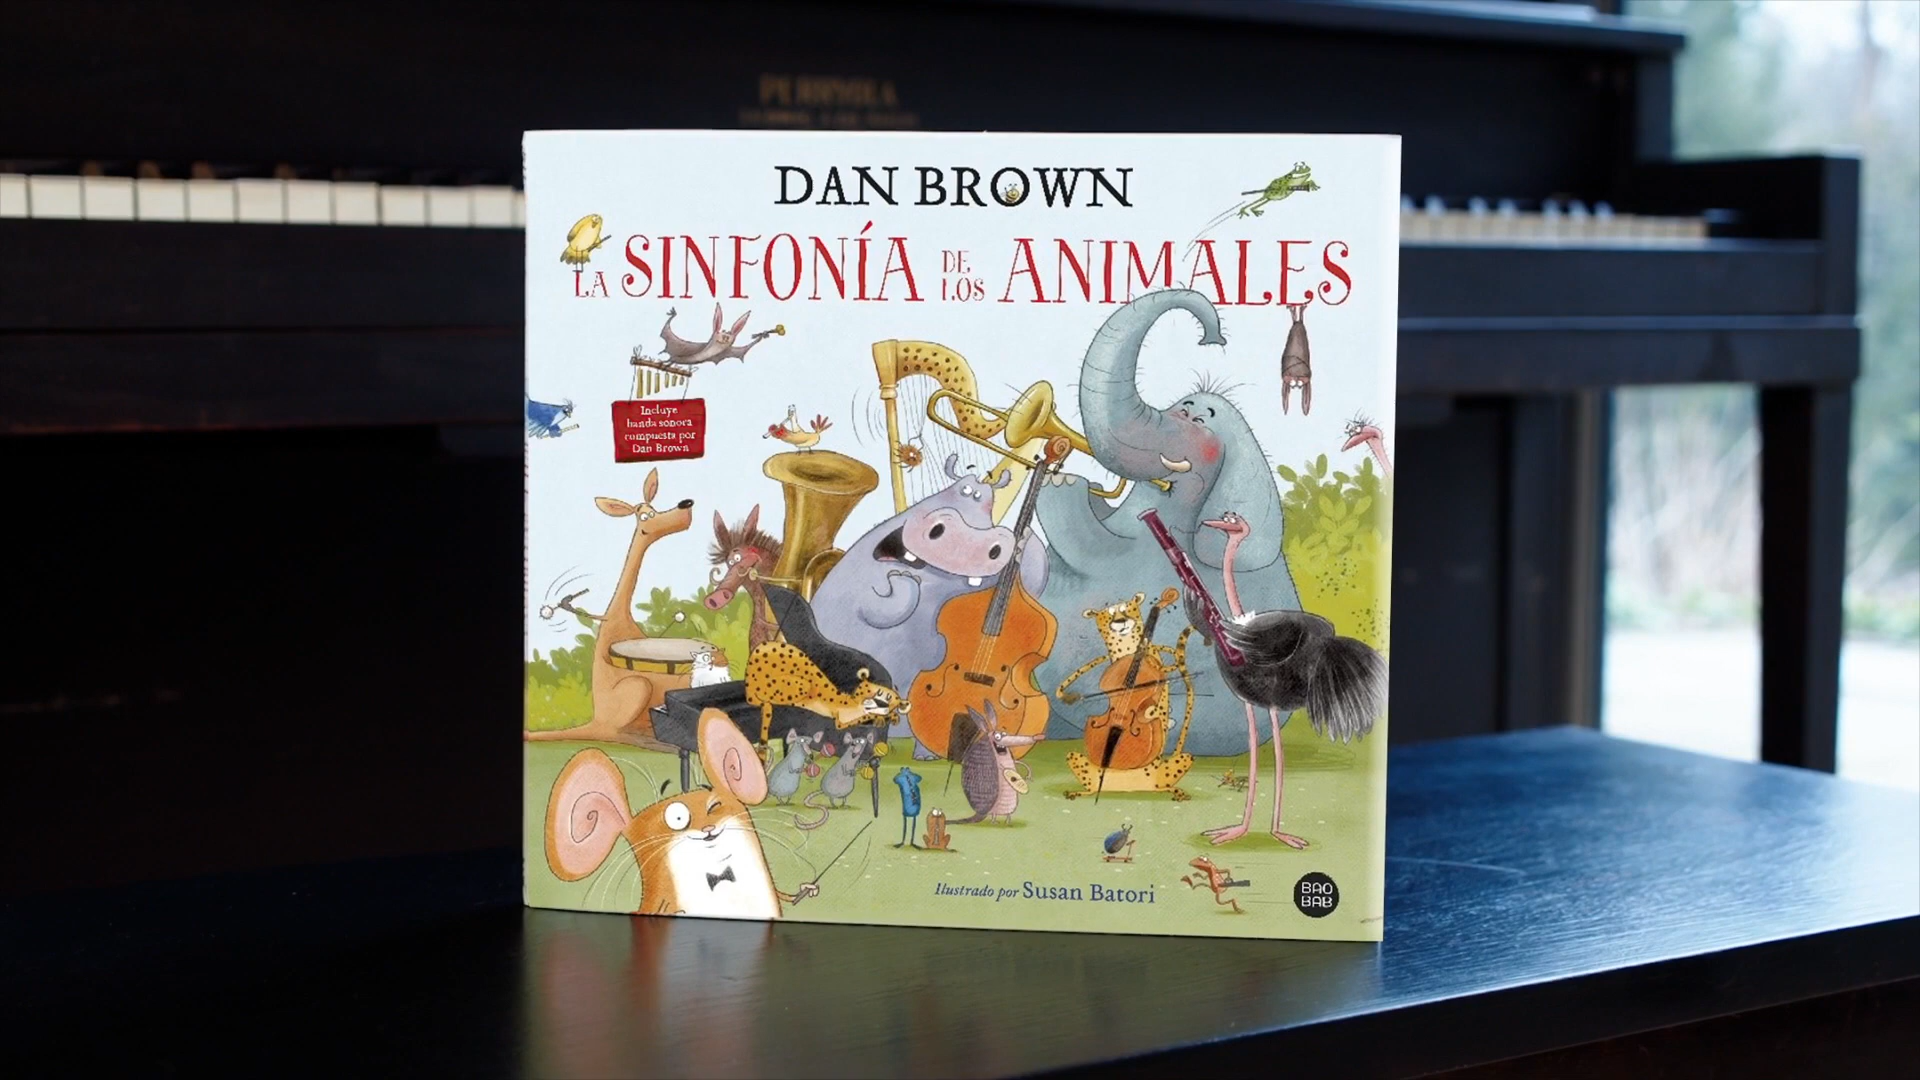 DAN BROWN
LA SINFONÍA DE LOS ANIMALES
Incluye
banda sonora
compuesta por
Dan Brown
Ilustrado por Susan Batori
BAO
BAB